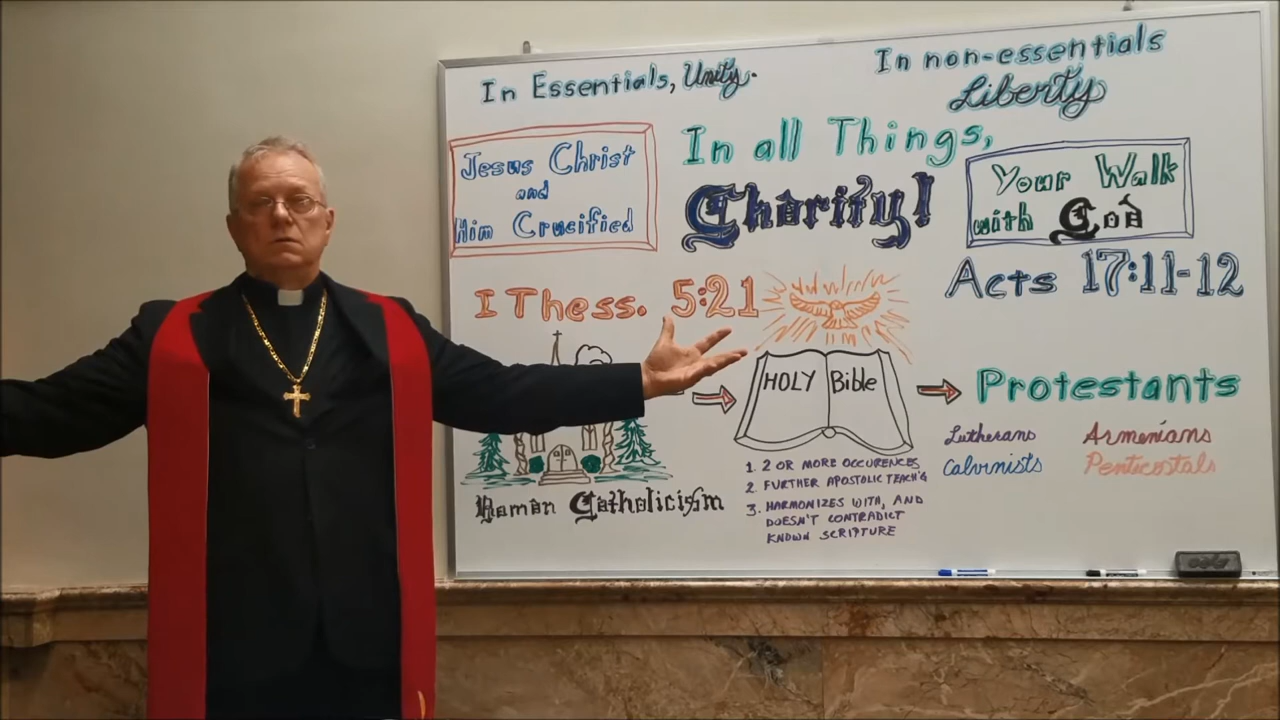 In Essentials, Unity.
In non-essentials
Liberty
In all Things,
Charity!
Jesus Christ
and
Him Crucified
Your Walk
with God
Acts 17:11-12
I Thess. 5:21
HOLY Bible
Protestants
Lutherans
Armenians
Calvinists
Penticostals
Roman Catholicism
1. 2 OR MORE OCCURENCES
2. FURTHER APOSTOLIC TEACH'G
3. HARMONIZES WITH, AND
DOESN'T CONTRADICT
KNOWN SCRIPTURE